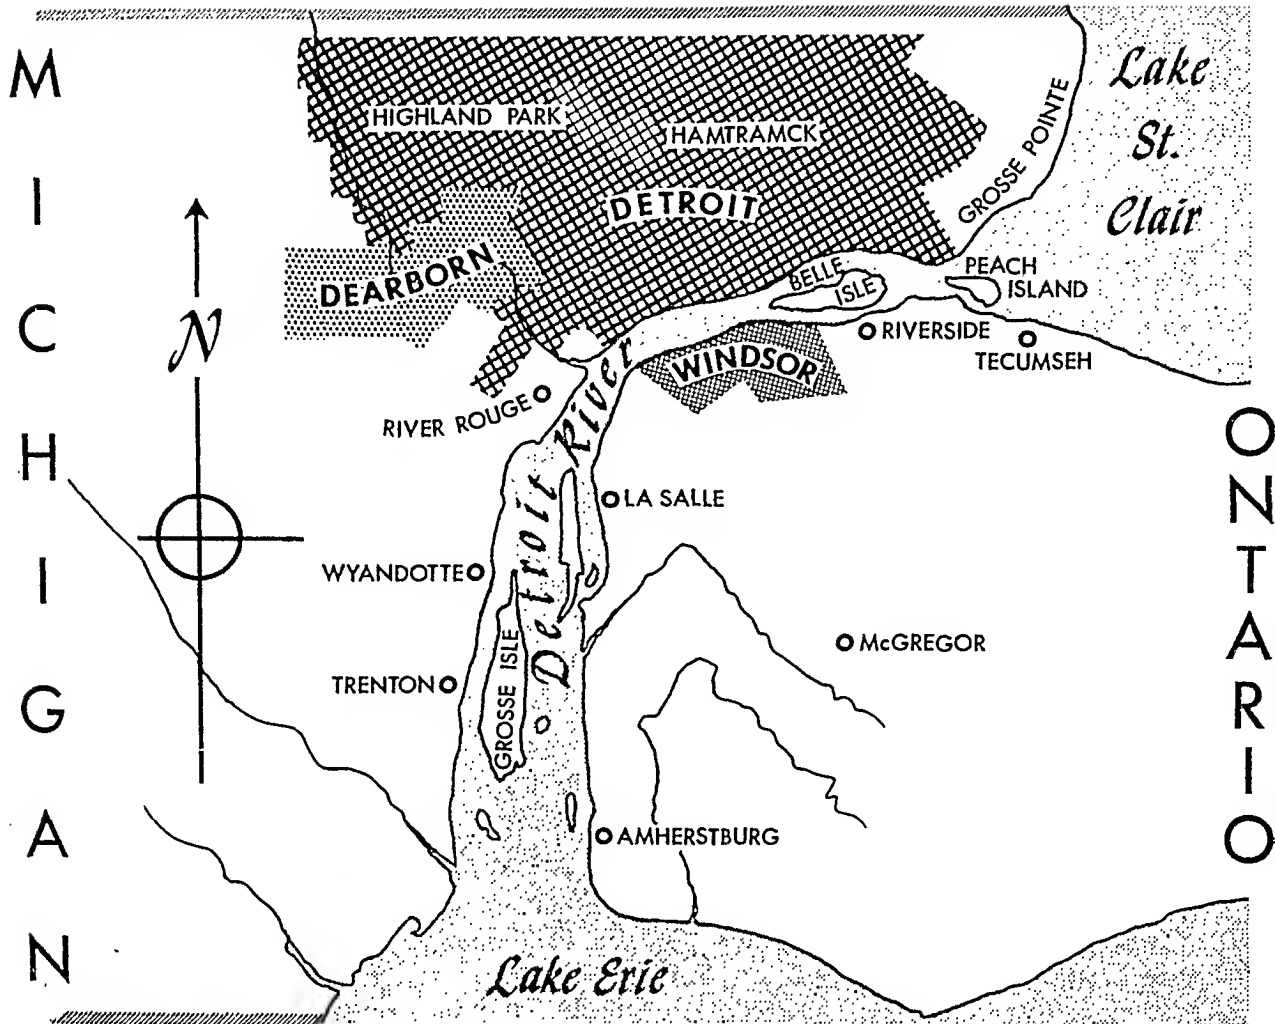 MICHIGAN
Lake
St.
Clair
HIGHLAND PARK
HAMTRAMCK
GROSSE POINTE
DETROIT
DEARBORN
BELLE
ISLE
PEACH
ISLAND
N
RIVERSIDE
TECUMSEH
WINDSOR
RIVER ROUGE
Detroit River
LA SALLE
ONTARIO
WYANDOTTE
McGREGOR
TRENTON
GROSSE ISLE
AMHERSTBURG
Lake Erie